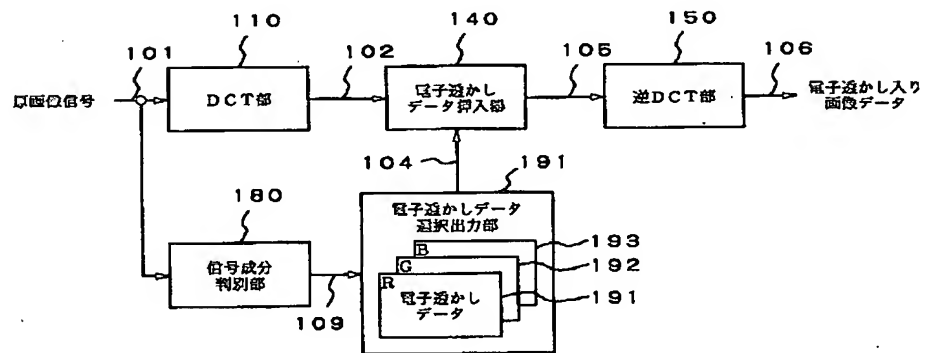 110
140
150
101
102
105
106
原画像信号
DCT部
電子透かし
データ挿入部
逆DCT部
電子透かし入り
画像データ
104
191
180
電子透かしデータ
選択出力部
信号成分
判別部
109
B
193
G
192
R
電子透かし
データ
191